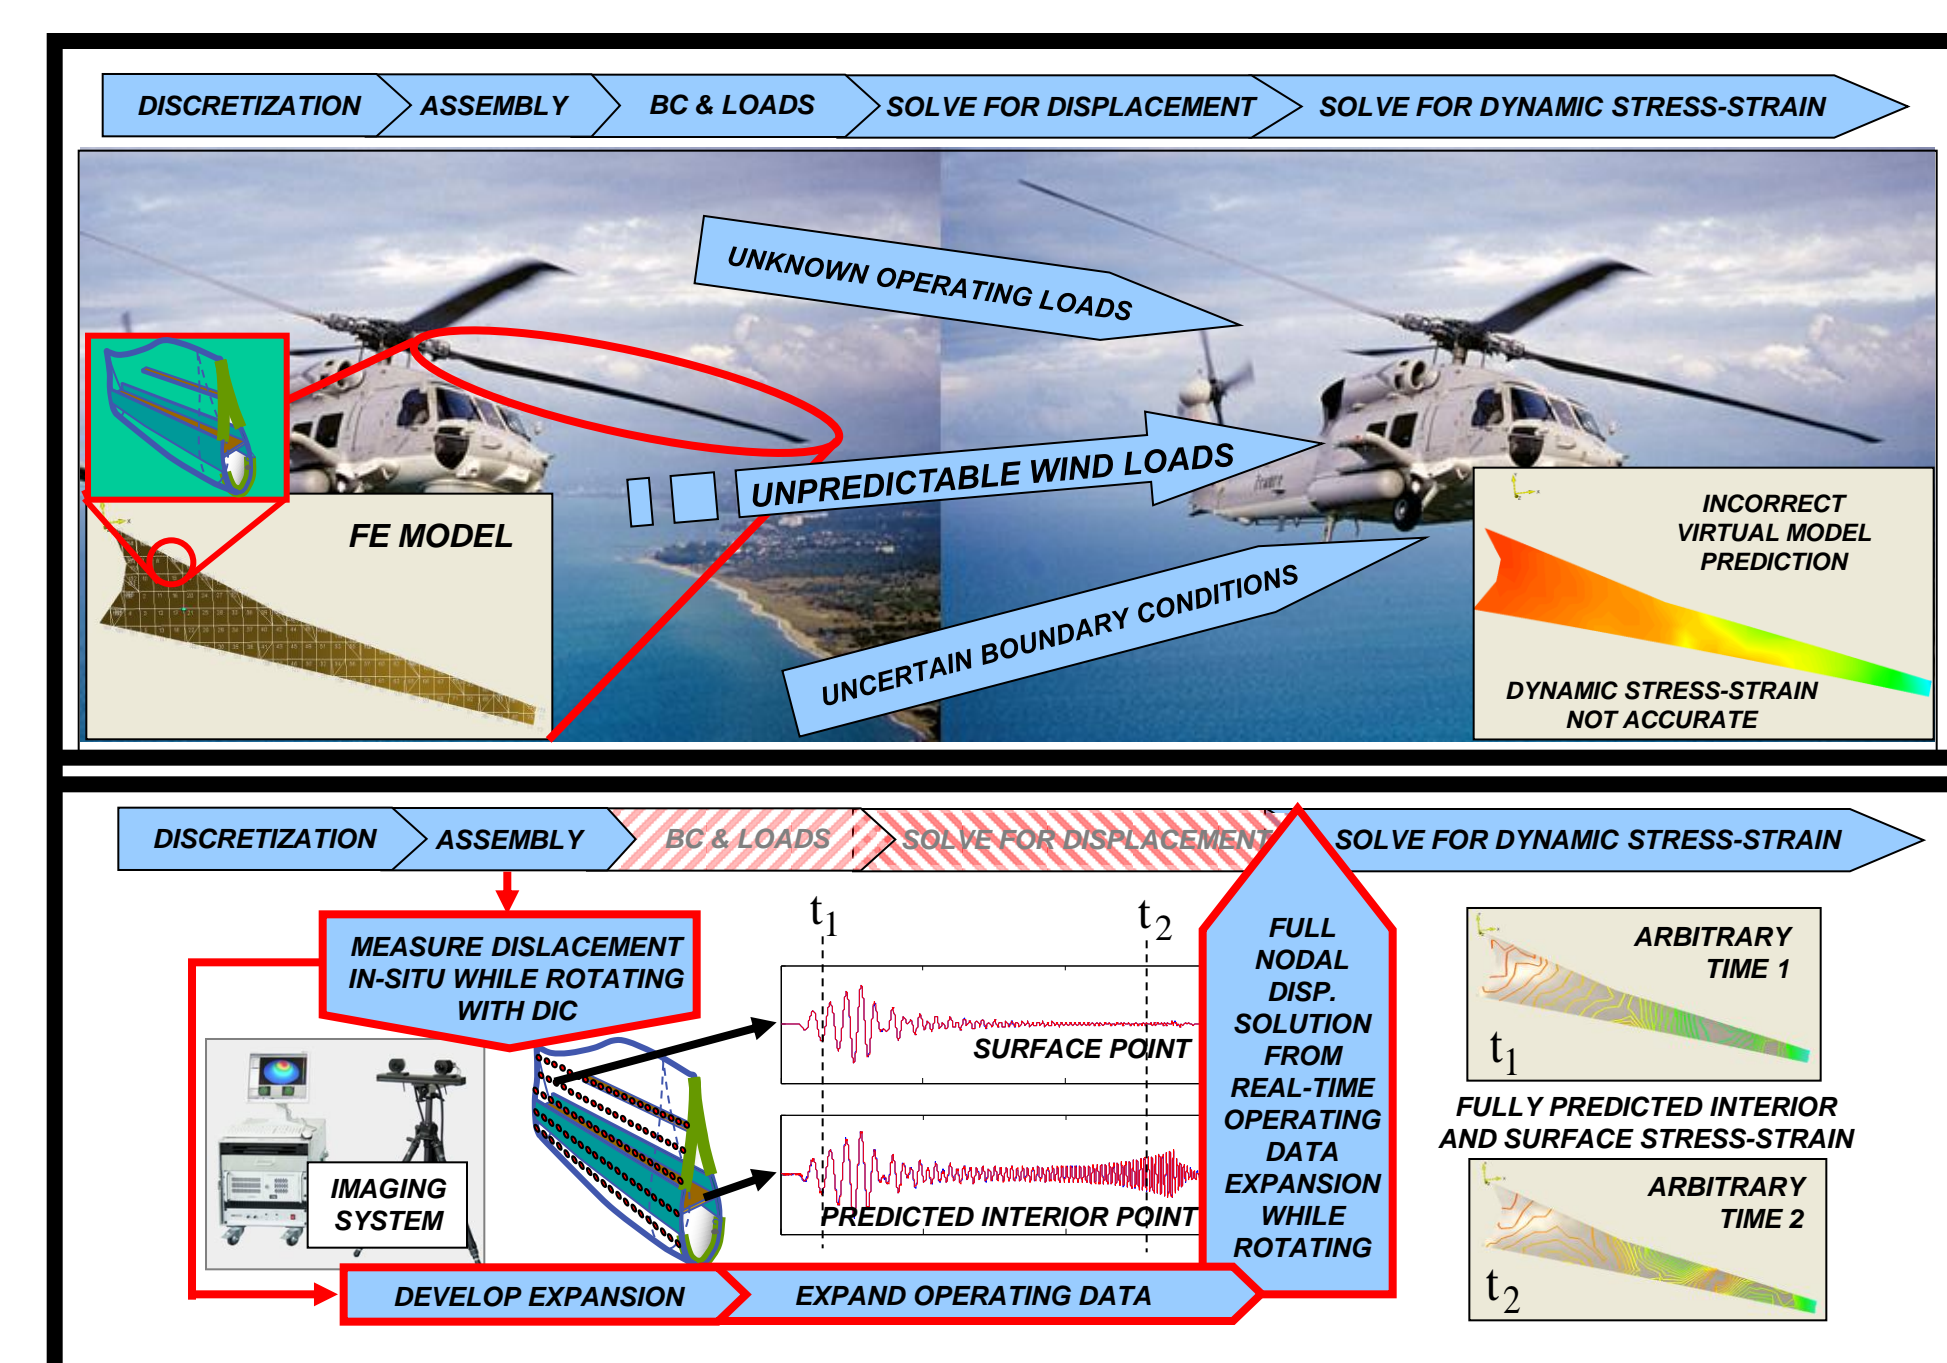 DISCRETIZATION
ASSEMBLY
BC & LOADS
SOLVE FOR DISPLACEMENT
SOLVE FOR DYNAMIC STRESS-STRAIN
UNKNOWN OPERATING LOADS
UNPREDICTABLE WIND LOADS
UNCERTAIN BOUNDARY CONDITIONS
FE MODEL
INCORRECT
VIRTUAL MODEL
PREDICTION
DYNAMIC STRESS-STRAIN
NOT ACCURATE
DISCRETIZATION
ASSEMBLY
BC & LOADS
SOLVE FOR DISPLACEMENT
SOLVE FOR DYNAMIC STRESS-STRAIN
MEASURE DISLACEMENT
IN-SITU WHILE ROTATING
WITH DIC
IMAGING
SYSTEM
t1
t2
SURFACE POINT
PREDICTED INTERIOR POINT
DEVELOP EXPANSION
EXPAND OPERATING DATA
FULL
NODAL
DISP.
SOLUTION
FROM
REAL-TIME
OPERATING
DATA
EXPANSION
WHILE
ROTATING
ARBITRARY
TIME 1
t1
FULLY PREDICTED INTERIOR
AND SURFACE STRESS-STRAIN
ARBITRARY
TIME 2
t2